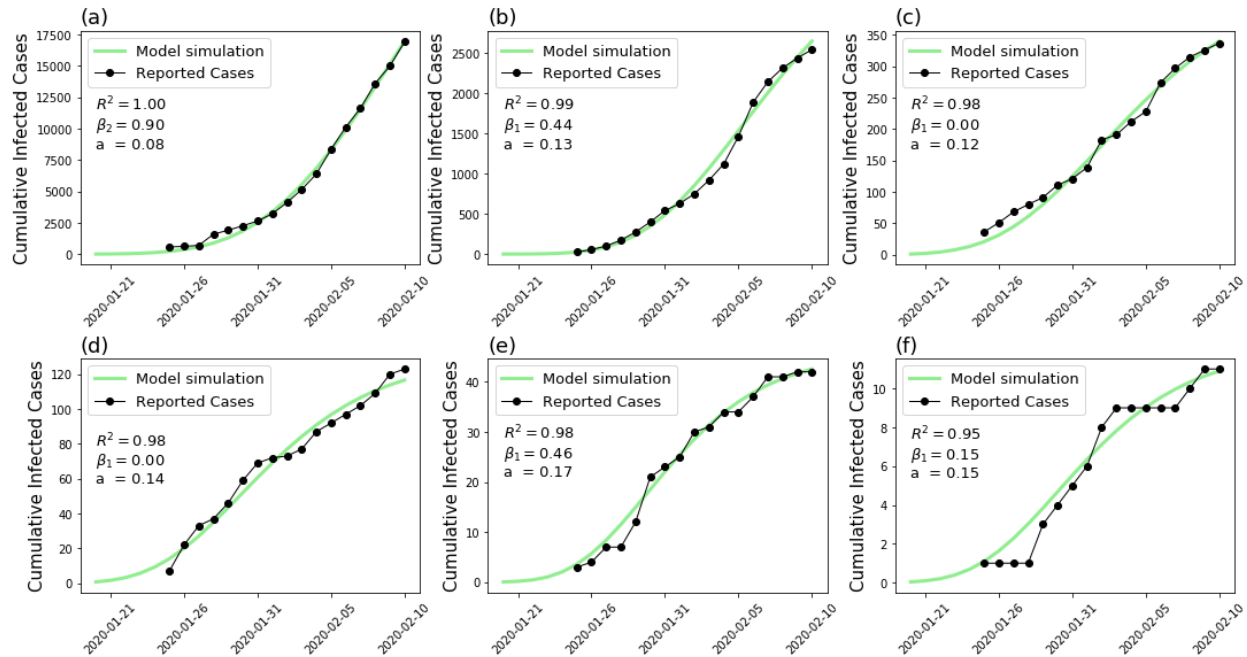 (a)
Cumulative Infected Cases
17500
15000
12500
10000
7500
5000
2500
0
Model simulation
Reported Cases
R² = 1.00
β₂ = 0.90
a = 0.08
2020-01-21
2020-01-26
2020-01-31
2020-02-05
2020-02-10
(b)
Cumulative Infected Cases
2500
2000
1500
1000
500
0
Model simulation
Reported Cases
R² = 0.99
β₁ = 0.44
a = 0.13
2020-01-21
2020-01-26
2020-01-31
2020-02-05
2020-02-10
(c)
Cumulative Infected Cases
350
300
250
200
150
100
50
0
Model simulation
Reported Cases
R² = 0.98
β₁ = 0.00
a = 0.12
2020-01-21
2020-01-26
2020-01-31
2020-02-05
2020-02-10
(d)
Cumulative Infected Cases
120
100
80
60
40
20
0
Model simulation
Reported Cases
R² = 0.98
β₁ = 0.00
a = 0.14
2020-01-21
2020-01-26
2020-01-31
2020-02-05
2020-02-10
(e)
Cumulative Infected Cases
40
30
20
10
0
Model simulation
Reported Cases
R² = 0.98
β₁ = 0.46
a = 0.17
2020-01-21
2020-01-26
2020-01-31
2020-02-05
2020-02-10
(f)
Cumulative Infected Cases
10
8
6
4
2
0
Model simulation
Reported Cases
R² = 0.95
β₁ = 0.15
a = 0.15
2020-01-21
2020-01-26
2020-01-31
2020-02-05
2020-02-10